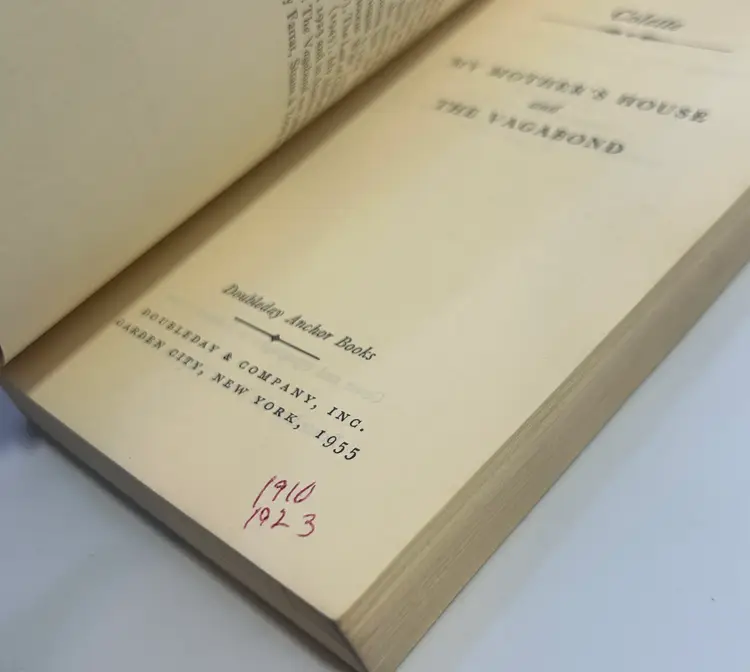 Colette
MY MOTHER'S HOUSE
and
THE VAGABOND
Doubleday Anchor Books
DOUBLEDAY & COMPANY, INC.
GARDEN CITY, NEW YORK, 1955
1910
1923